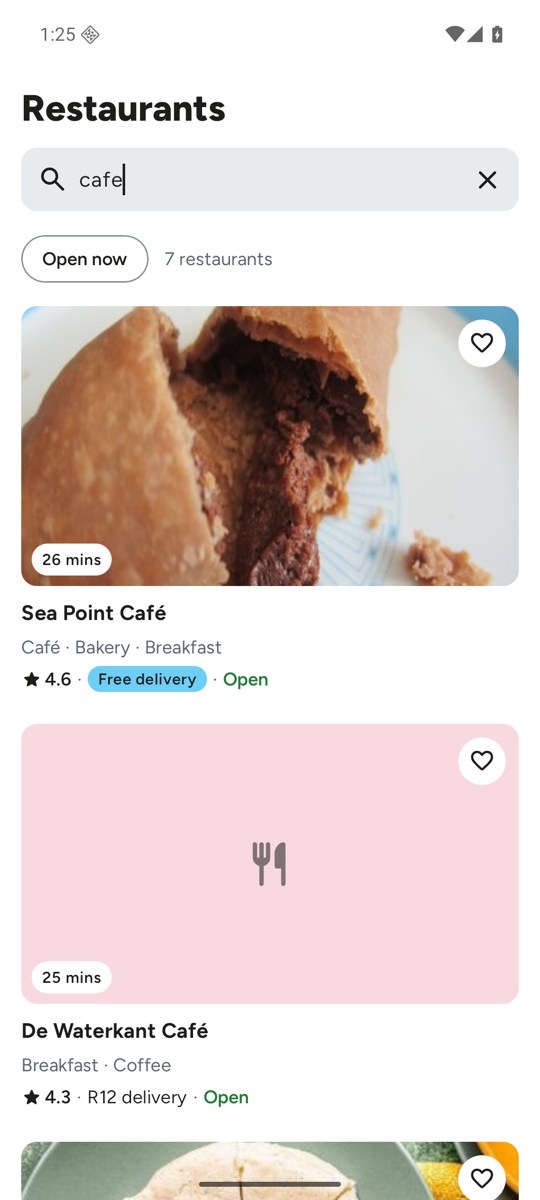 1:25
Restaurants
cafe
Open now
7 restaurants
26 mins
Sea Point Café
Café · Bakery · Breakfast
4.6 · Free delivery · Open
25 mins
De Waterkant Café
Breakfast · Coffee
4.3 · R12 delivery · Open